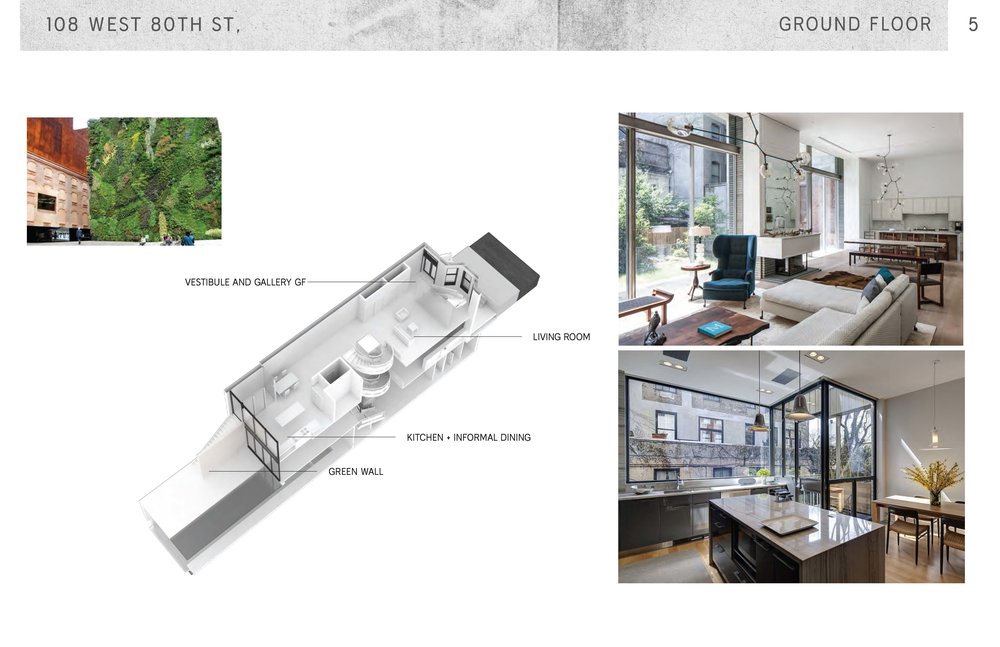 108 WEST 80TH ST,
GROUND FLOOR
5
VESTIBULE AND GALLERY GF
LIVING ROOM
KITCHEN + INFORMAL DINING
GREEN WALL